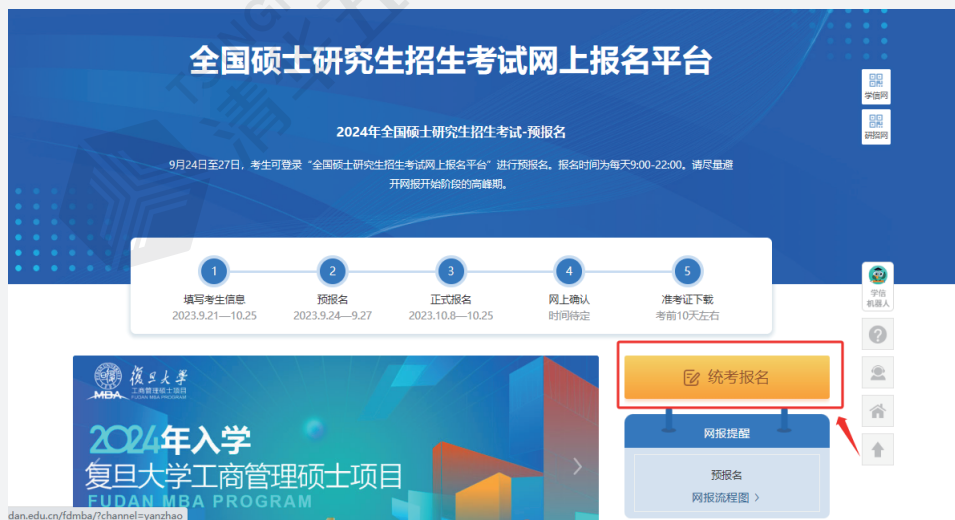 全国硕士研究生招生考试网上报名平台
2024年全国硕士研究生招生考试-预报名
9月24日至27日，考生可登录“全国硕士研究生招生考试网上报名平台”进行预报名。报名时间为每天9:00-22:00。请尽量避
开网报开始阶段的高峰期。
学信网
研招网
1
2
3
4
5
填写考生信息
预报名
正式报名
网上确认
准考证下载
2023.9.21—10.25
2023.9.24—9.27
2023.10.8—10.25
时间待定
考前10天左右
学信
机器人
復旦大学
工商管理硕士项目
FUDAN MBA PROGRAM
MBA
2024年入学
复旦大学工商管理硕士项目
FUDAN MBA PROGRAM
统考报名
网报提醒
预报名
网报流程图 >
dan.edu.cn/fdmba/?channel=yanzhao